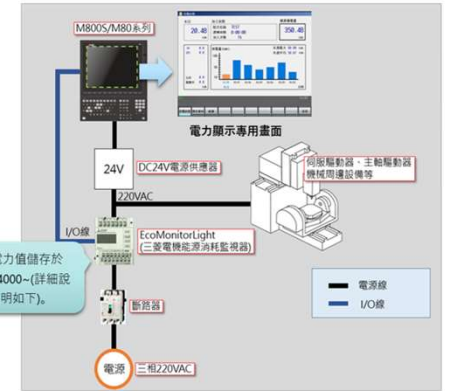 M800S/M80系列
20.48
350.48
電力顯示專用畫面
24V
DC24V電源供應器
伺服驅動器、主軸驅動器
機械周邊設備等
220VAC
I/O線
EcoMonitorLight
(三菱電機能源消耗監視器)
電力值儲存於
4000~(詳細說
明如下)。
斷路器
電源線
I/O線
電源
三相220VAC